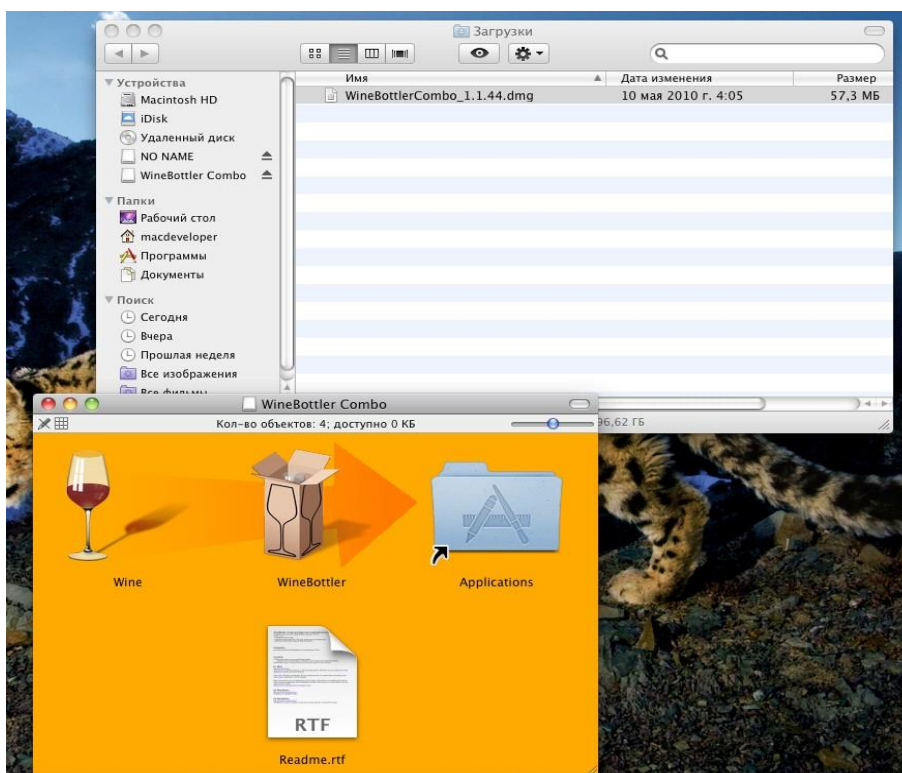 Загрузки
Имя Дата изменения Размер
WineBottlerCombo_1.1.44.dmg 10 мая 2010 г. 4:05 57,3 МБ
Устройства
Macintosh HD
iDisk
Удаленный диск
NO NAME
WineBottler Combo
Папки
Рабочий стол
macdeveloper
Программы
Документы
Поиск
Сегодня
Вчера
Прошлая неделя
Все изображения
Все фильмы
96,62 ГБ
WineBottler Combo
Кол-во объектов: 4; доступно 0 КБ
Wine
WineBottler
Applications
RTF
Readme.rtf